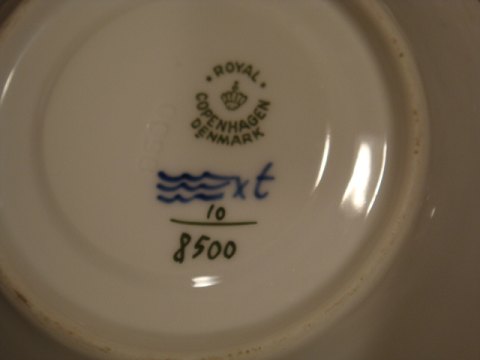 ROYAL
COPENHAGEN
DENMARK
xt
10
8500